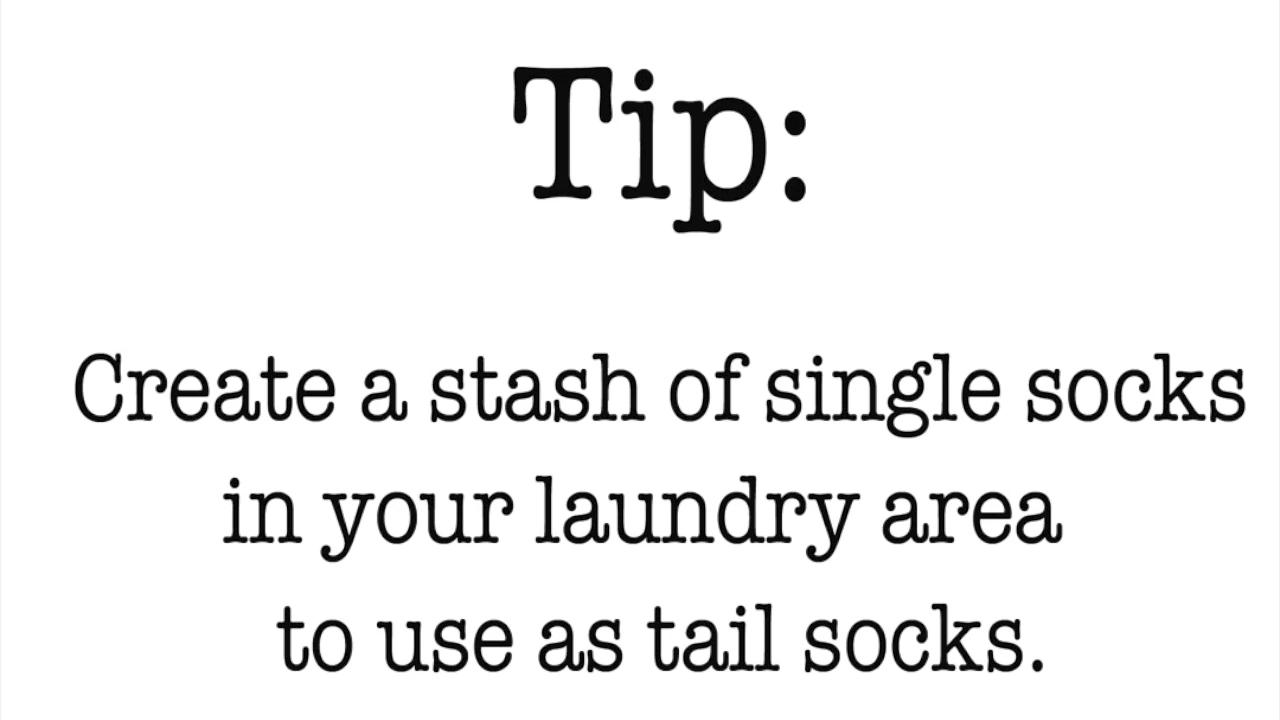 Tip:
Create a stash of single socks
in your laundry area
to use as tail socks.